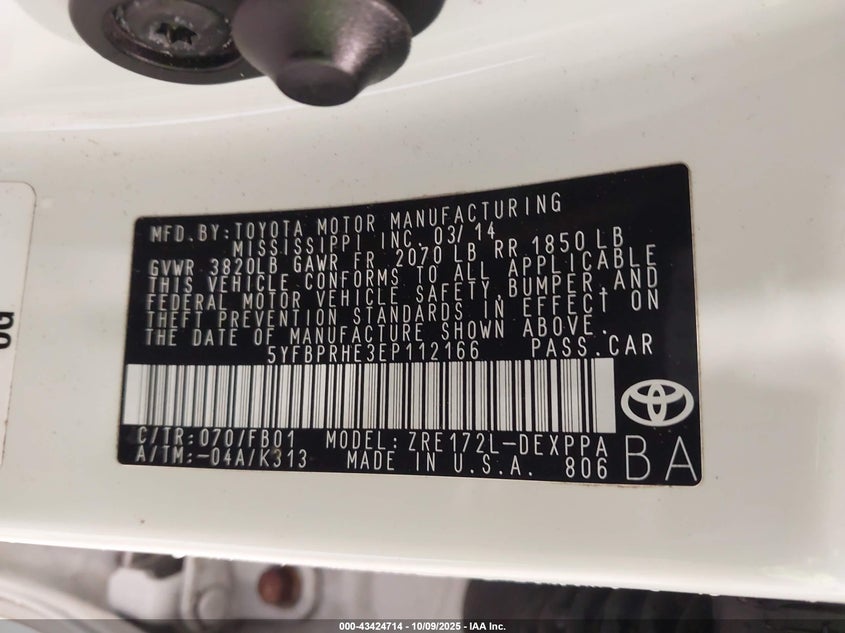 MFD.BY:TOYOTA MOTOR MANUFACTURING
MISSISSIPPI INC. 03/14
GVWR 3820LB GAWR FR 2070 LB RR 1850 LB
THIS VEHICLE CONFORMS TO ALL APPLICABLE
FEDERAL MOTOR VEHICLE SAFETY,BUMPER,AND
THEFT PREVENTION STANDARDS IN EFFECT ON
THE DATE OF MANUFACTURE SHOWN ABOVE.
5YFBPRHE3EP112166 PASS.CAR
C/TR:070/FB01 MODEL:ZRE172L-DEXPPA
A/TM:-04A/K313 MADE IN U.S.A. 806
BA
000-43424714 - 10/09/2025 - IAA Inc.